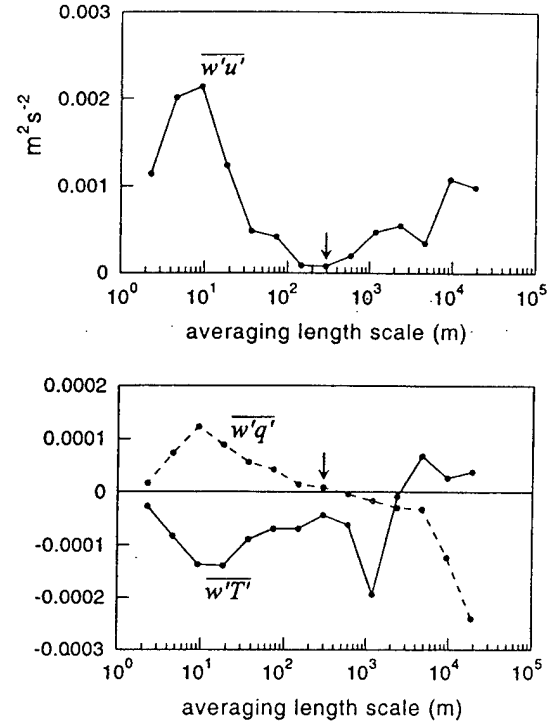 0.003
0.002
0.001
0
m²s⁻²
w'u'
10⁰ 10¹ 10² 10³ 10⁴ 10⁵
averaging length scale (m)
0.0002
0.0001
0
-0.0001
-0.0002
-0.0003
w'q'
w'T'
10⁰ 10¹ 10² 10³ 10⁴ 10⁵
averaging length scale (m)